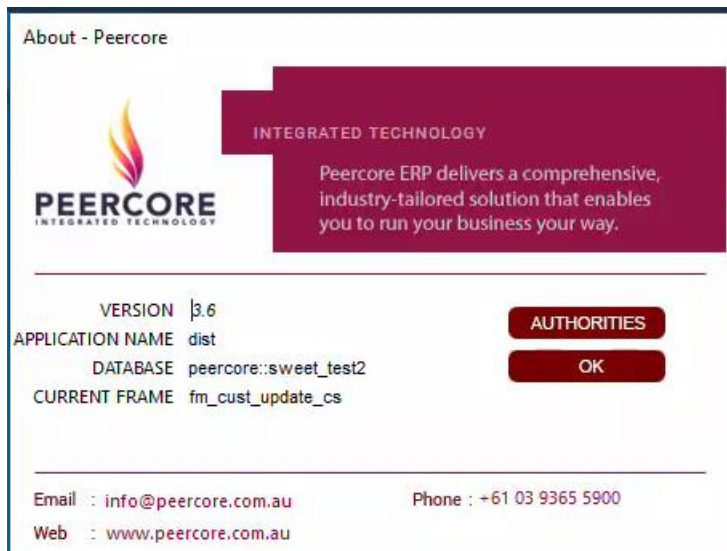 About - Peercore
INTEGRATED TECHNOLOGY
Peercore ERP delivers a comprehensive,
industry-tailored solution that enables
you to run your business your way.
PEERCORE
INTEGRATED TECHNOLOGY
VERSION 3.6
APPLICATION NAME dist
DATABASE peercore::sweet_test2
CURRENT FRAME fm_cust_update_cs
AUTHORITIES
OK
Email : info@peercore.com.au
Phone : +61 03 9365 5900
Web : www.peercore.com.au